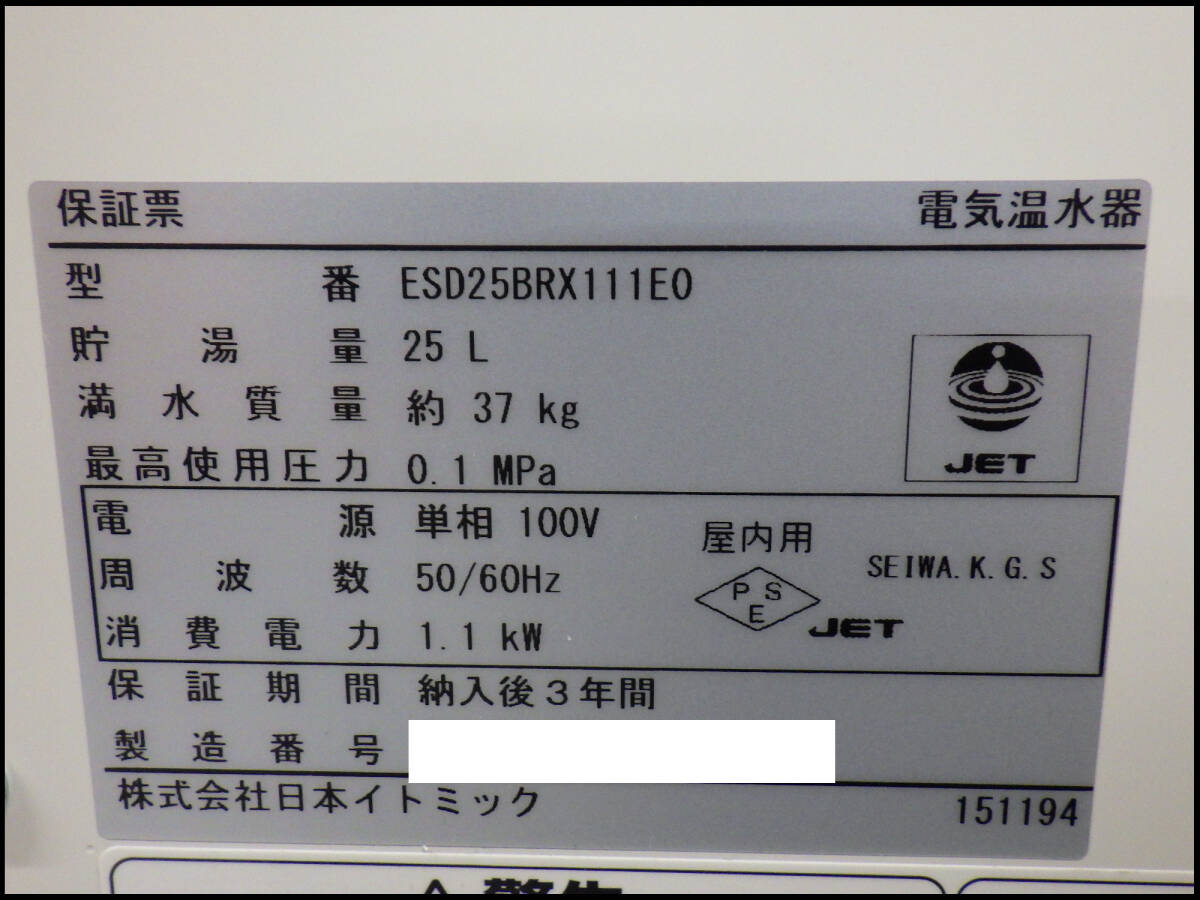 保証票 電気温水器
型番 ESD25BRX111E0
貯湯量 25 L
満水質量 約 37 kg
最高使用圧力 0.1 MPa
JET
電源 単相 100V
屋内用
周波数 50/60Hz
SEIWA.K.G.S
PSE
JET
消費電力 1.1 kW
保証期間 納入後3年間
製造番号
株式会社日本イトミック 151194